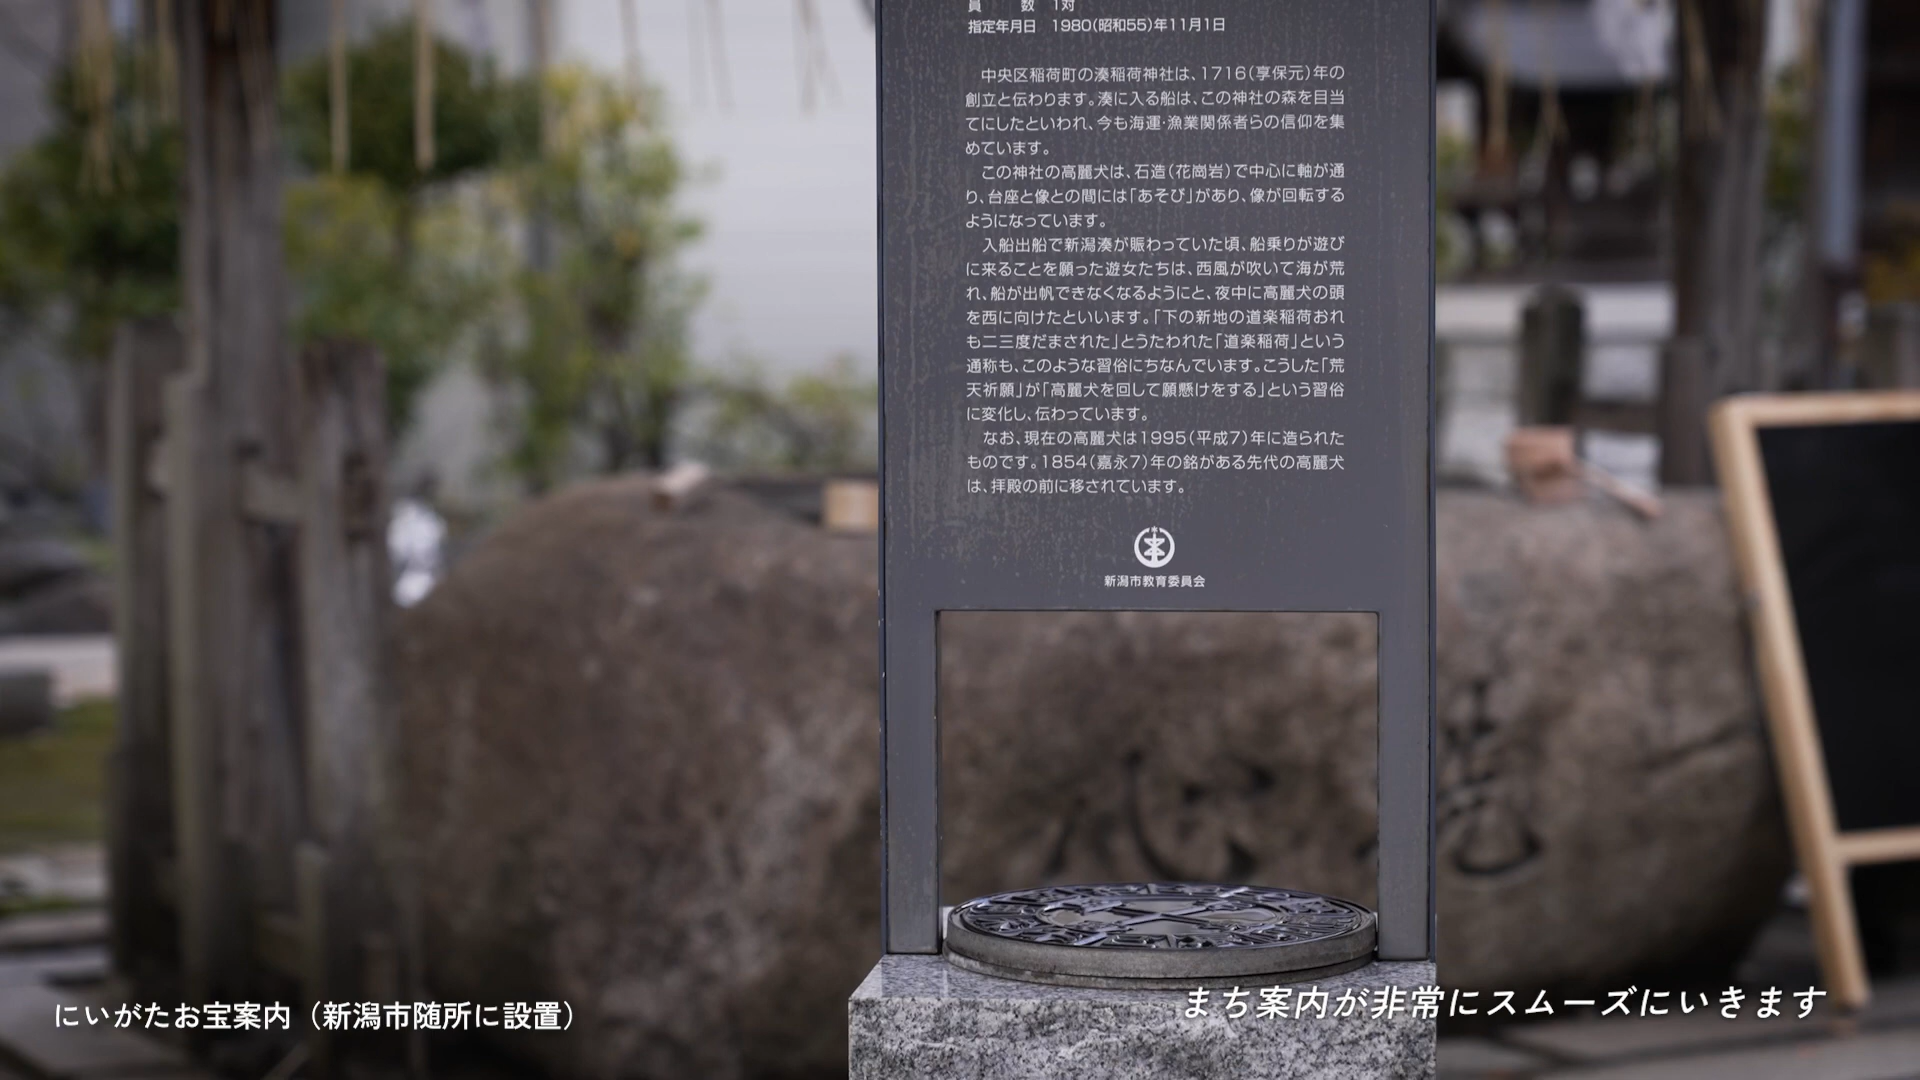 員　数　1対
指定年月日　1980(昭和55)年11月1日
　中央区稲荷町の湊稲荷神社は、1716(享保元)年の
創立と伝わります。湊に入る船は、この神社の森を目当
てにしたといわれ、今も海運・漁業関係者らの信仰を集
めています。
　この神社の高麗犬は、石造(花崗岩)で中心に軸が通
り、台座と像との間には「あそび」があり、像が回転する
ようになっています。
　入船出船で新潟湊が賑わっていた頃、船乗りが遊び
に来ることを願った遊女たちは、西風が吹いて海が荒
れ、船が出帆できなくなるようにと、夜中に高麗犬の頭
を西に向けたといいます。「下の新地の道楽稲荷おれ
も二三度だまされた」とうたわれた「道楽稲荷」という
通称も、このような習俗にちなんでいます。こうした「荒
天祈願」が「高麗犬を回して願懸けをする」という習俗
に変化し、伝わっています。
　なお、現在の高麗犬は1995(平成7)年に造られた
ものです。1854(嘉永7)年の銘がある先代の高麗犬
は、拝殿の前に移されています。
新潟市教育委員会
心
にいがたお宝案内（新潟市随所に設置）
まち案内が非常にスムーズにいきます